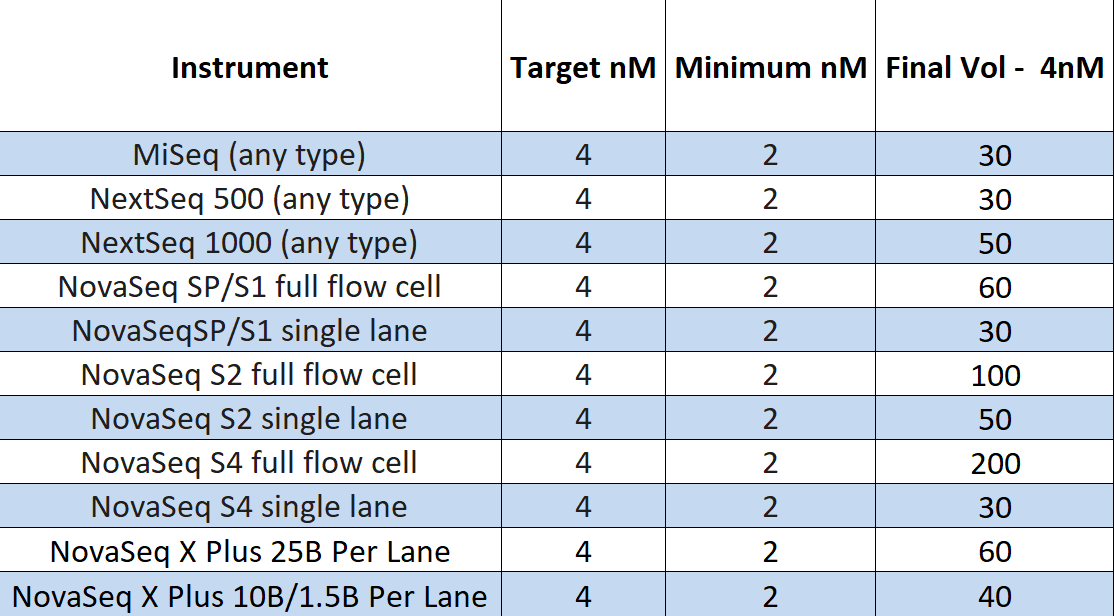 Instrument Target nM Minimum nM Final Vol - 4nM
MiSeq (any type) 4 2 30
NextSeq 500 (any type) 4 2 30
NextSeq 1000 (any type) 4 2 50
NovaSeq SP/S1 full flow cell 4 2 60
NovaSeqSP/S1 single lane 4 2 30
NovaSeq S2 full flow cell 4 2 100
NovaSeq S2 single lane 4 2 50
NovaSeq S4 full flow cell 4 2 200
NovaSeq S4 single lane 4 2 30
NovaSeq X Plus 25B Per Lane 4 2 60
NovaSeq X Plus 10B/1.5B Per Lane 4 2 40